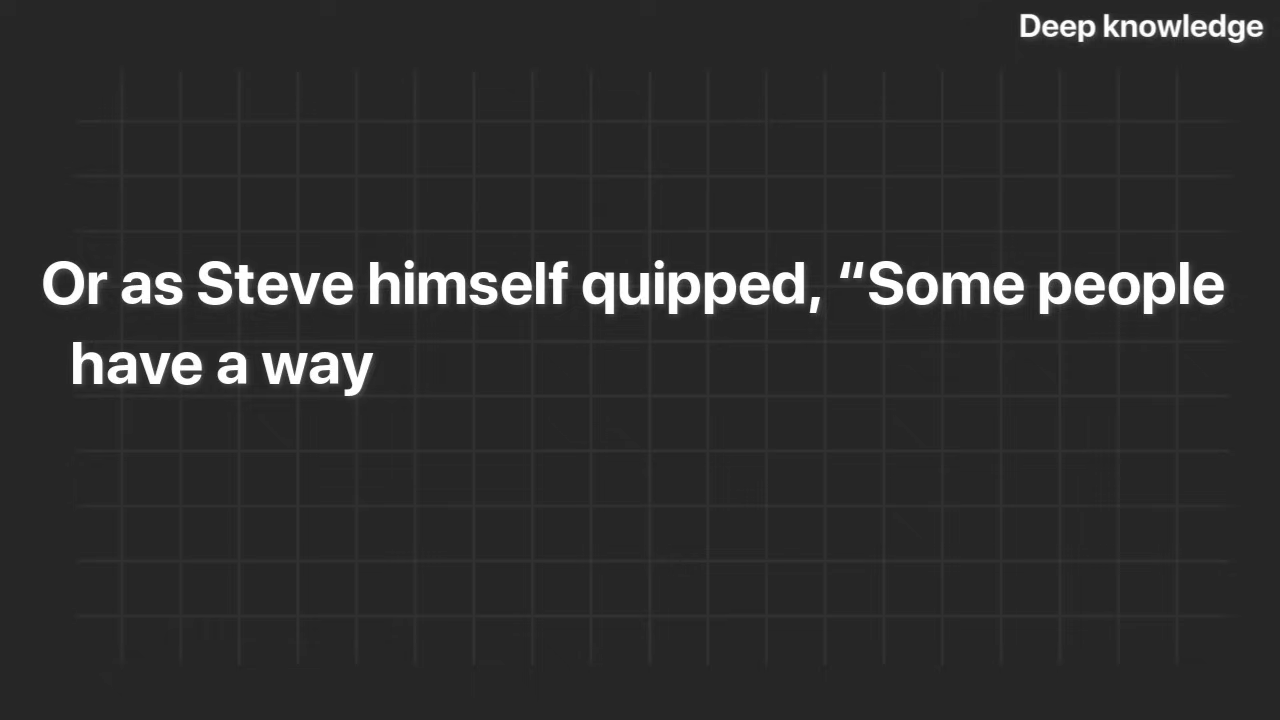 Deep knowledge
Or as Steve himself quipped, “Some people
have a way